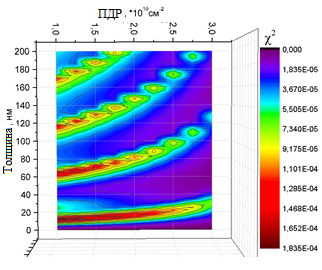 ПДР, *10¹⁰см⁻²
1.0 1.5 2.0 2.5 3.0
Толщина, нм
200
180
160
140
120
100
80
60
40
20
0
χ²
0,000
1,835E-05
3,670E-05
5,505E-05
7,340E-05
9,175E-05
1,101E-04
1,285E-04
1,468E-04
1,652E-04
1,835E-04